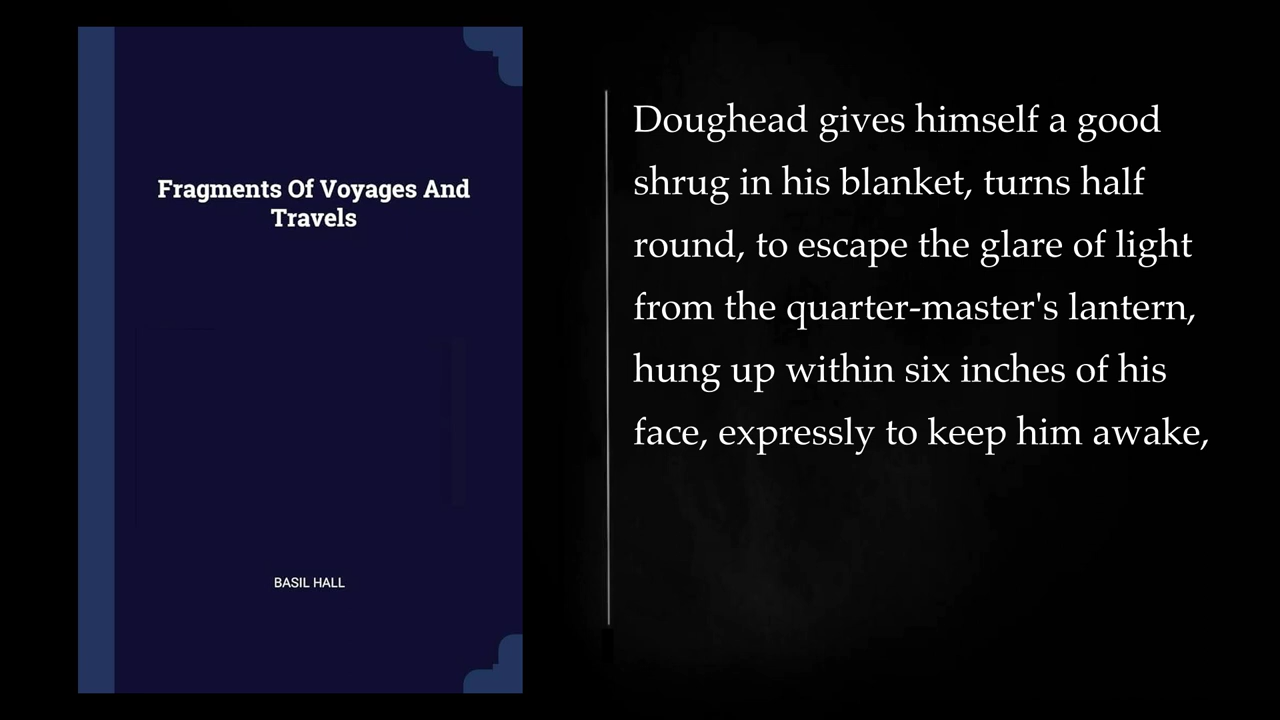 Fragments Of Voyages And
Travels
BASIL HALL
Doughead gives himself a good
shrug in his blanket, turns half
round, to escape the glare of light
from the quarter-master's lantern,
hung up within six inches of his
face, expressly to keep him awake,